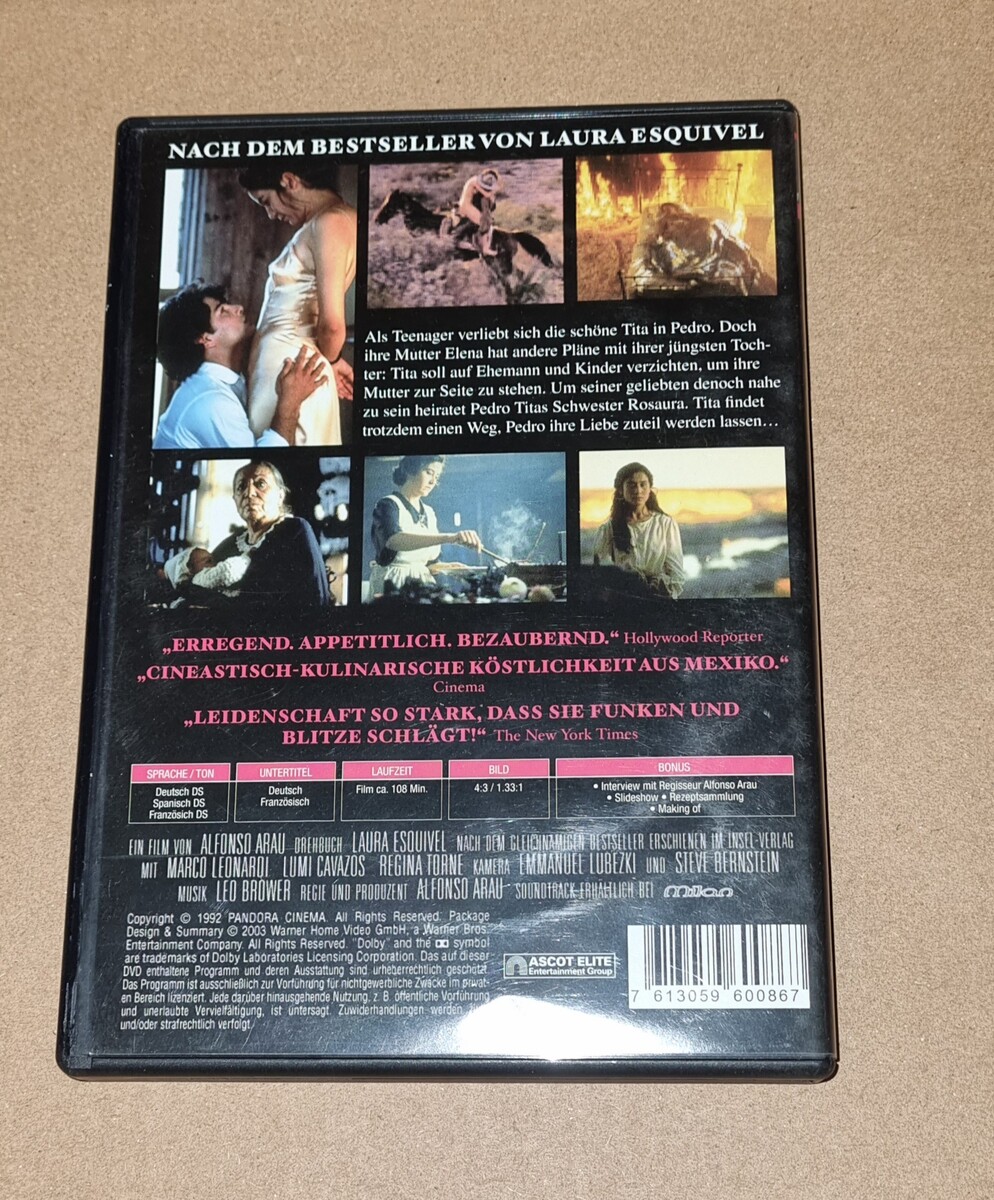 NACH DEM BESTSELLER VON LAURA ESQUIVEL
Als Teenager verliebt sich die schöne Tita in Pedro. Doch
ihre Mutter Elena hat andere Pläne mit ihrer jüngsten Toch-
ter: Tita soll auf Ehemann und Kinder verzichten, um ihre
Mutter zur Seite zu stehen. Um seiner geliebten denoch nahe
zu sein heiratet Pedro Titas Schwester Rosaura. Tita findet
trotzdem einen Weg, Pedro ihre Liebe zuteil werden lassen…
„ERREGEND. APPETITLICH. BEZAUBERND.“ Hollywood Reporter
„CINEASTISCH-KULINARISCHE KÖSTLICHKEIT AUS MEXIKO.“
Cinema
„LEIDENSCHAFT SO STARK, DASS SIE FUNKEN UND
BLITZE SCHLÄGT!“ The New York Times
SPRACHE / TON
Deutsch DS
Spanisch DS
Französisch DS
UNTERTITEL
Deutsch
Französisch
LAUFZEIT
Film ca. 108 Min.
BILD
4:3 / 1.33:1
BONUS
• Interview mit Regisseur Alfonso Arau
• Slideshow • Rezeptsammlung
• Making of
EIN FILM VON ALFONSO ARAU DREHBUCH LAURA ESQUIVEL NACH DEM GLEICHNAMIGEN BESTSELLER ERSCHIENEN IM INSEL-VERLAG
MIT MARCO LEONARDI LUMI CAVAZOS REGINA TORNE KAMERA EMMANUEL LUBEZKI UND STEVE BERNSTEIN
MUSIK LEO BROWER REGIE UND PRODUZENT ALFONSO ARAU SOUNDTRACK ERHÄLTLICH BEI milan
Copyright © 1992 PANDORA CINEMA. All Rights Reserved. Package
Design & Summary © 2003 Warner Home Video GmbH, a Warner Bros.
Entertainment Company. All Rights Reserved. "Dolby" and the symbol
are trademarks of Dolby Laboratories Licensing Corporation. Das auf dieser
DVD enthaltene Programm und deren Ausstattung sind urheberrechtlich geschützt.
Das Programm ist ausschließlich zur Vorführung für nichtgewerbliche Zwecke im privat-
en Bereich lizenziert. Jede darüber hinausgehende Nutzung, z. B. öffentliche Vorführung
und unerlaubte Vervielfältigung, ist untersagt. Zuwiderhandlungen werden
und/oder strafrechtlich verfolgt.
ASCOT ELITE
Entertainment Group
7 613059 600867